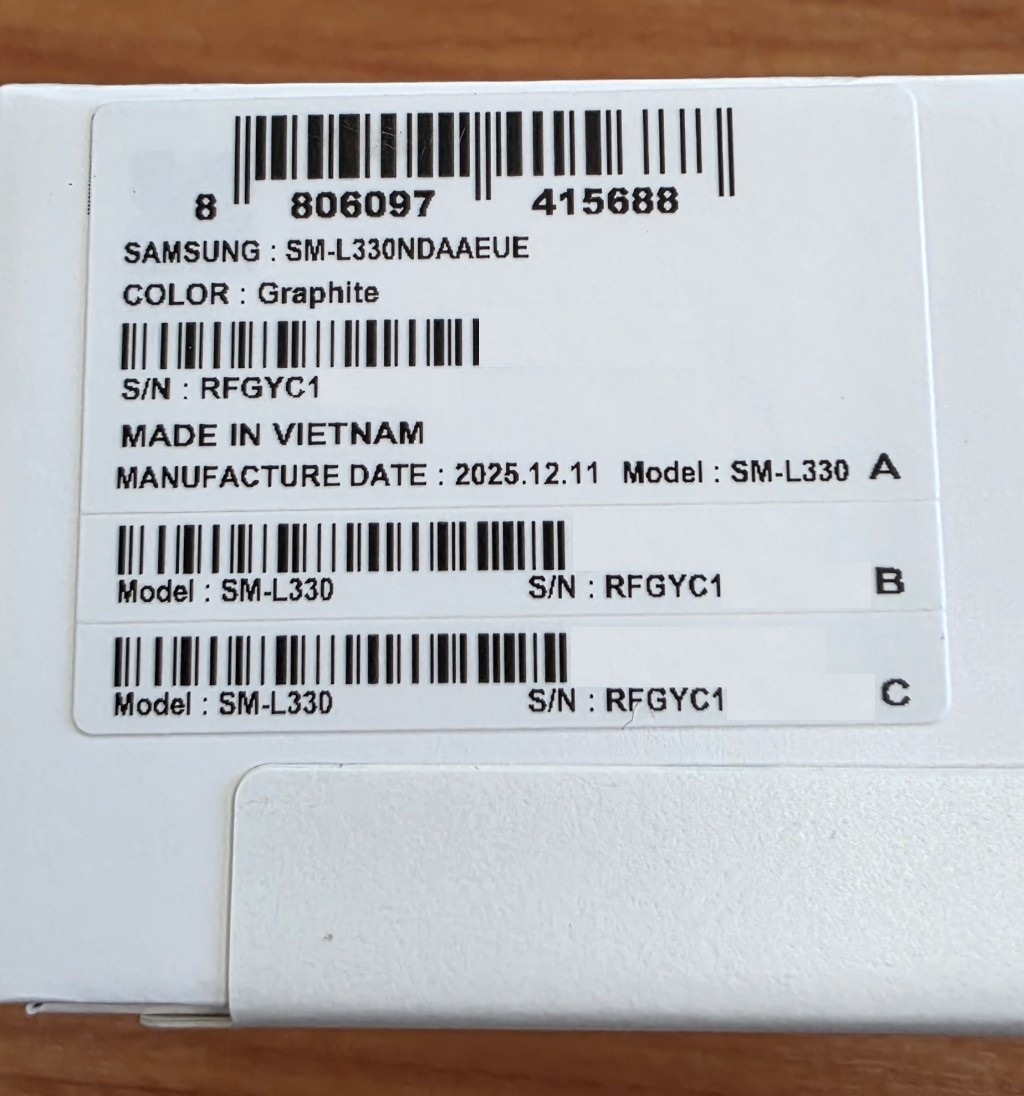 8 806097 415688
SAMSUNG : SM-L330NDAAEUE
COLOR : Graphite
S/N : RFGYC1
MADE IN VIETNAM
MANUFACTURE DATE : 2025.12.11 Model : SM-L330 A
Model : SM-L330 S/N : RFGYC1 B
Model : SM-L330 S/N : RFGYC1 C